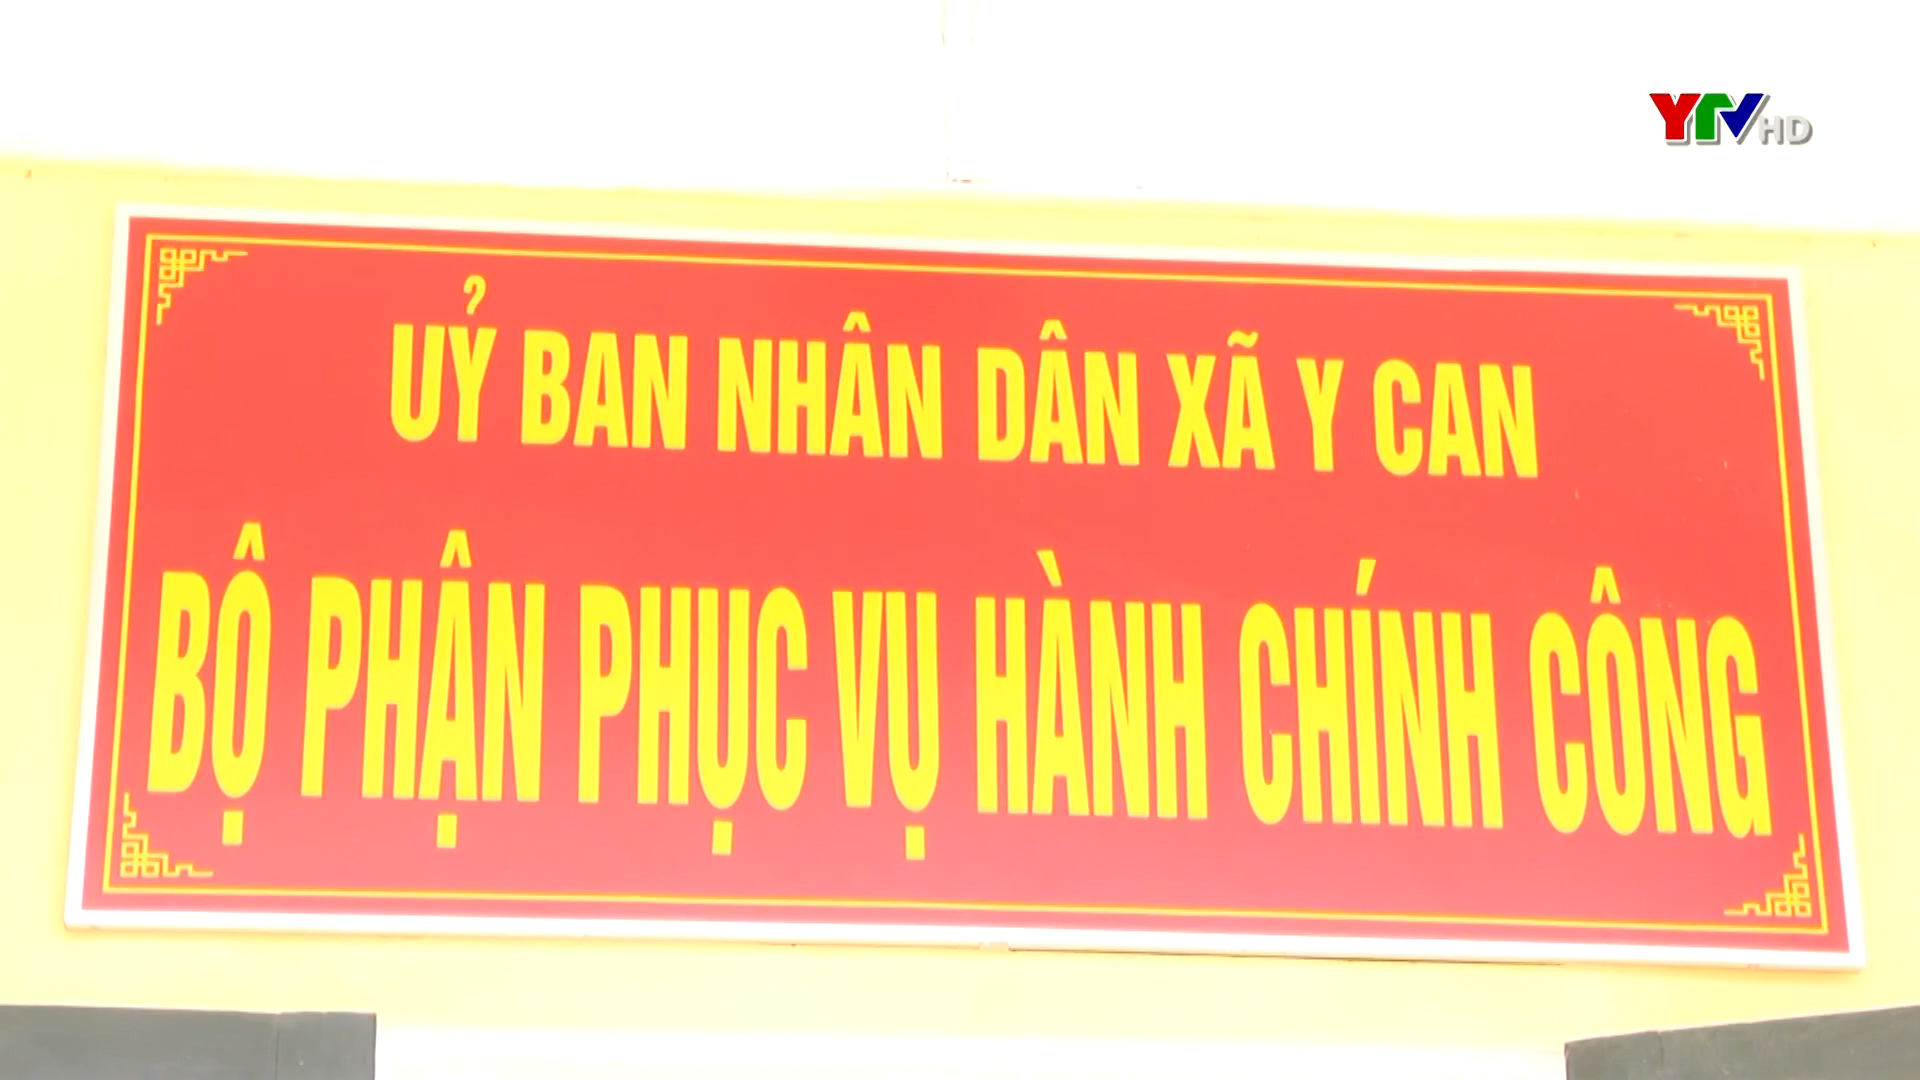 YTV HD
UỶ BAN NHÂN DÂN XÃ Y CAN
BỘ PHẬN PHỤC VỤ HÀNH CHÍNH CÔNG